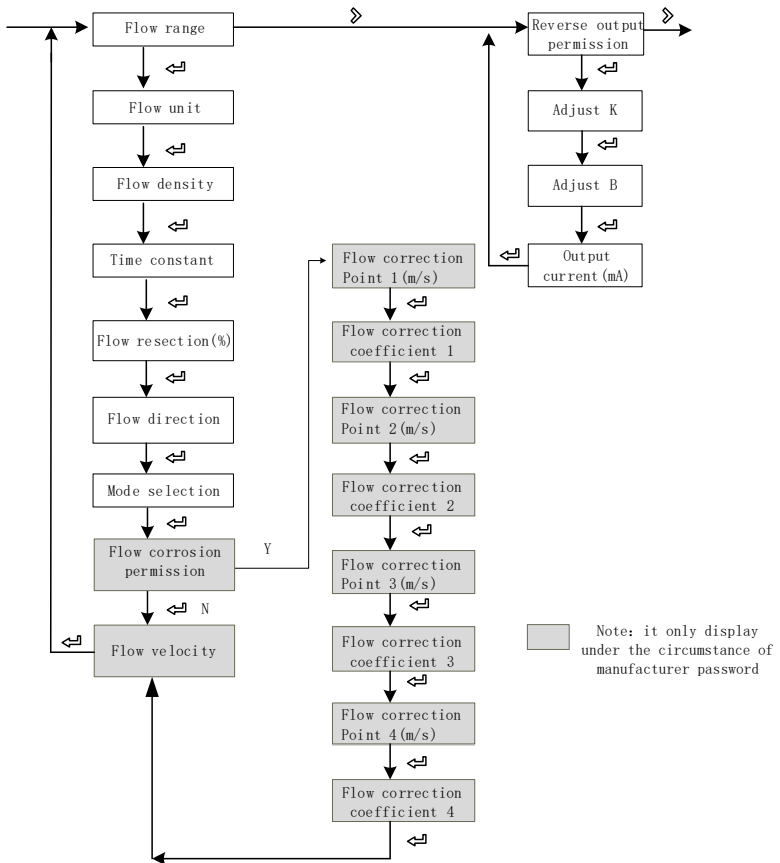 Flow range
Flow unit
Flow density
Time constant
Flow resection(%)
Flow direction
Mode selection
Flow corrosion
permission
Y
N
Flow velocity
Flow correction
Point 1(m/s)
Flow correction
coefficient 1
Flow correction
Point 2(m/s)
Flow correction
coefficient 2
Flow correction
Point 3(m/s)
Flow correction
coefficient 3
Flow correction
Point 4(m/s)
Flow correction
coefficient 4
Reverse output
permission
Adjust K
Adjust B
Output
current(mA)
Note: it only display
under the circumstance of
manufacturer password